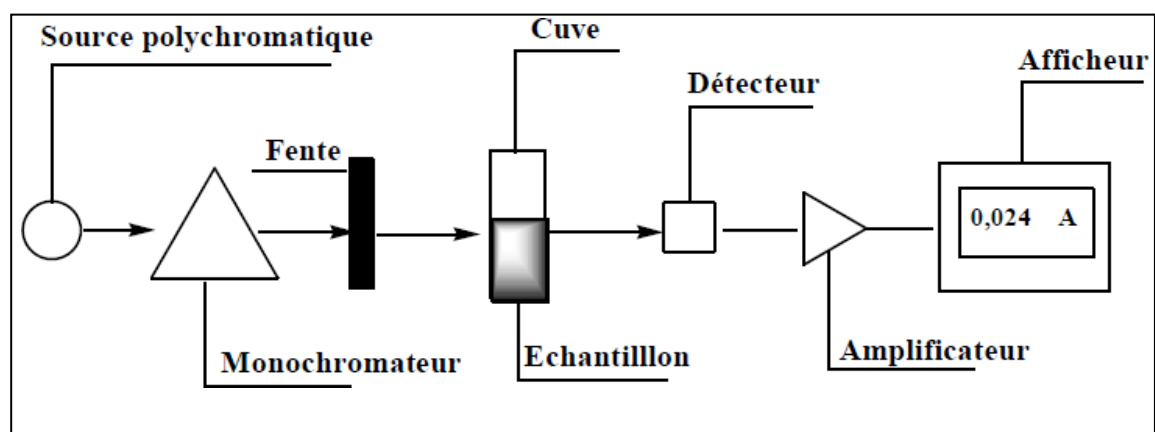 Source polychromatique
Cuve
Afficheur
Détecteur
Fente
0,024 A
Monochromateur
Echantilllon
Amplificateur